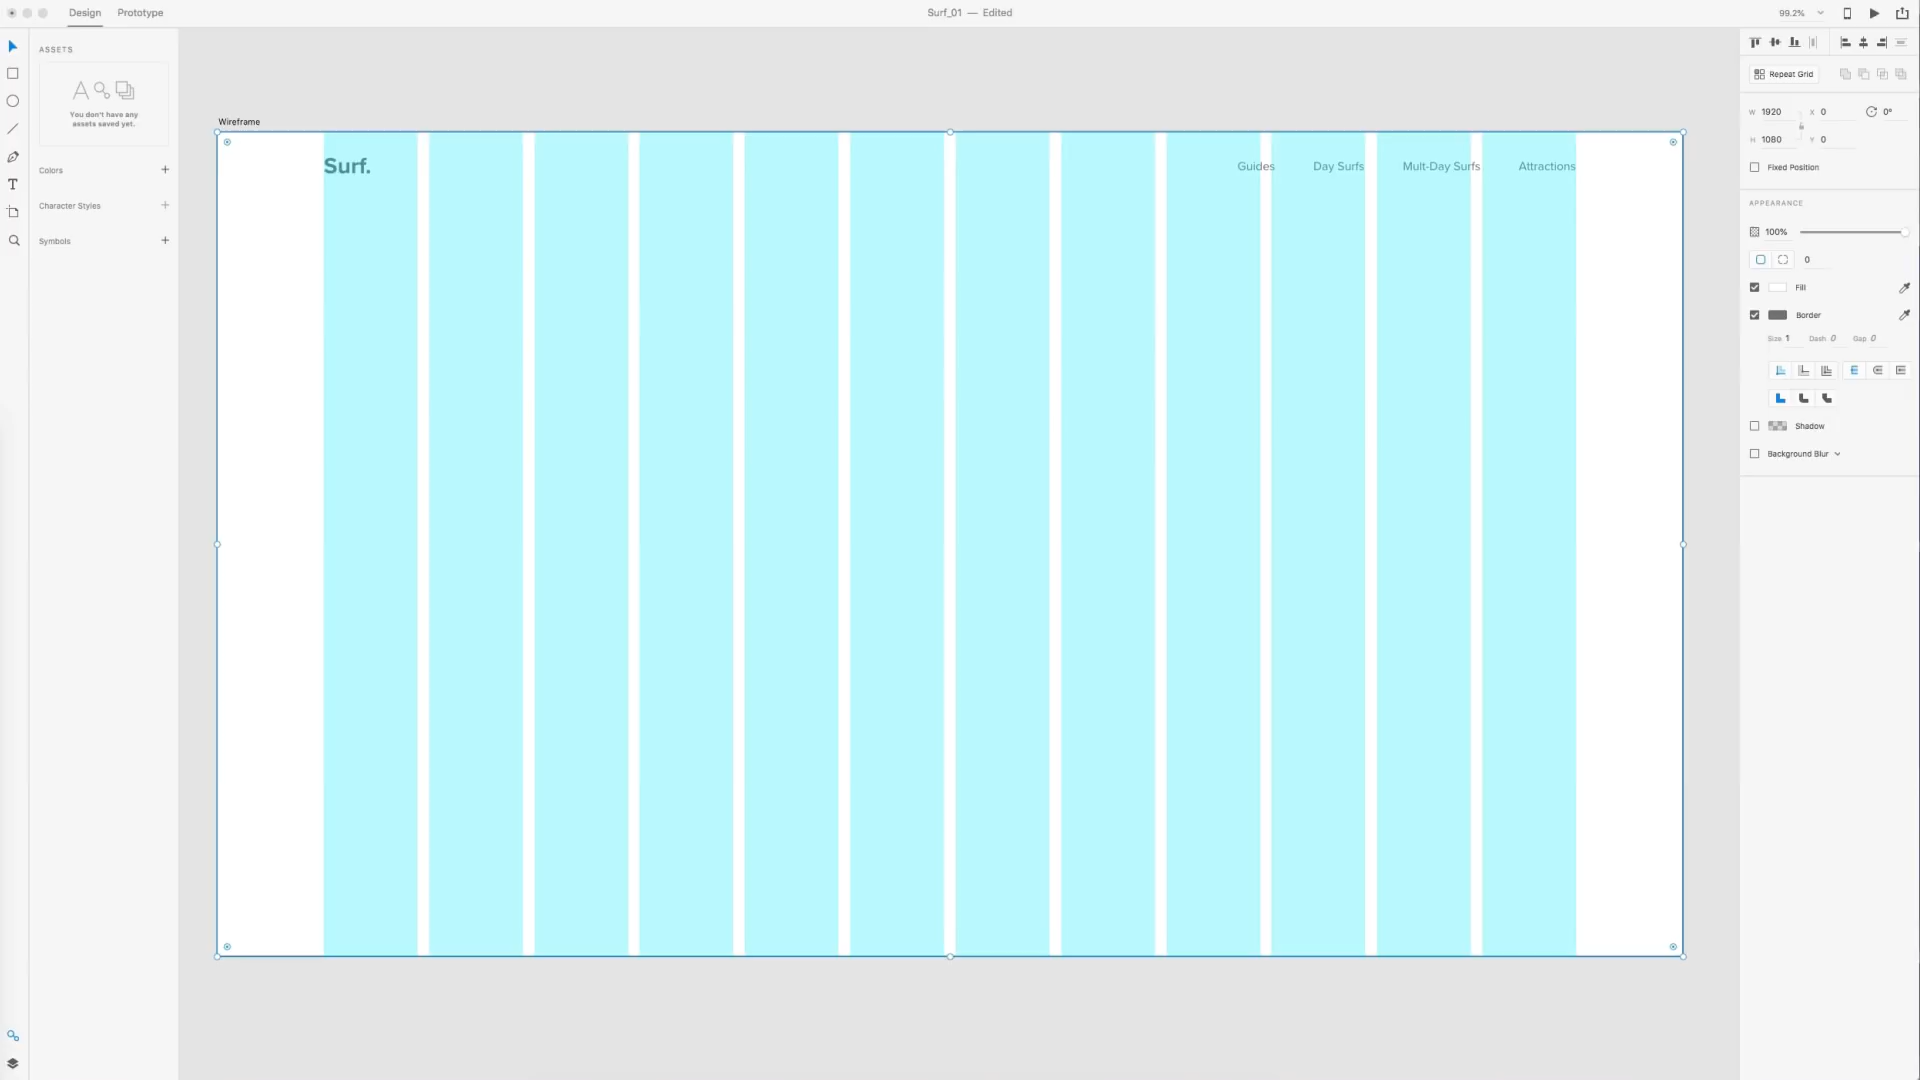 Design Prototype Surf_01 — Edited 99.2%
ASSETS
You don't have any
assets saved yet.
Colors
Character Styles
Symbols
Wireframe
Surf. Guides Day Surfs Mult-Day Surfs Attractions
Repeat Grid
W 1920 X 0 0°
H 1080 Y 0
Fixed Position
APPEARANCE
100%
0
Fill
Border
Size 1 Dash 0 Gap 0
Shadow
Background Blur